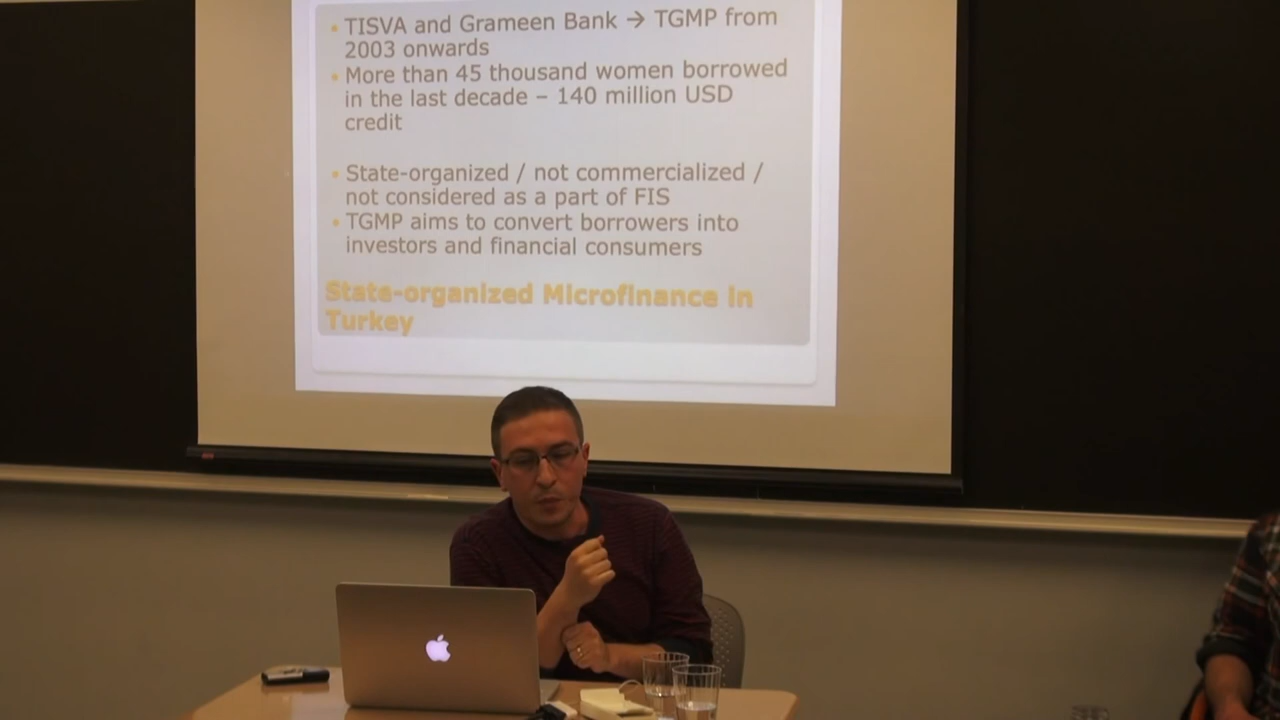 TISVA and Grameen Bank → TGMP from
2003 onwards
More than 45 thousand women borrowed
in the last decade – 140 million USD
credit
State-organized / not commercialized /
not considered as a part of FIS
TGMP aims to convert borrowers into
investors and financial consumers
State-organized Microfinance in
Turkey